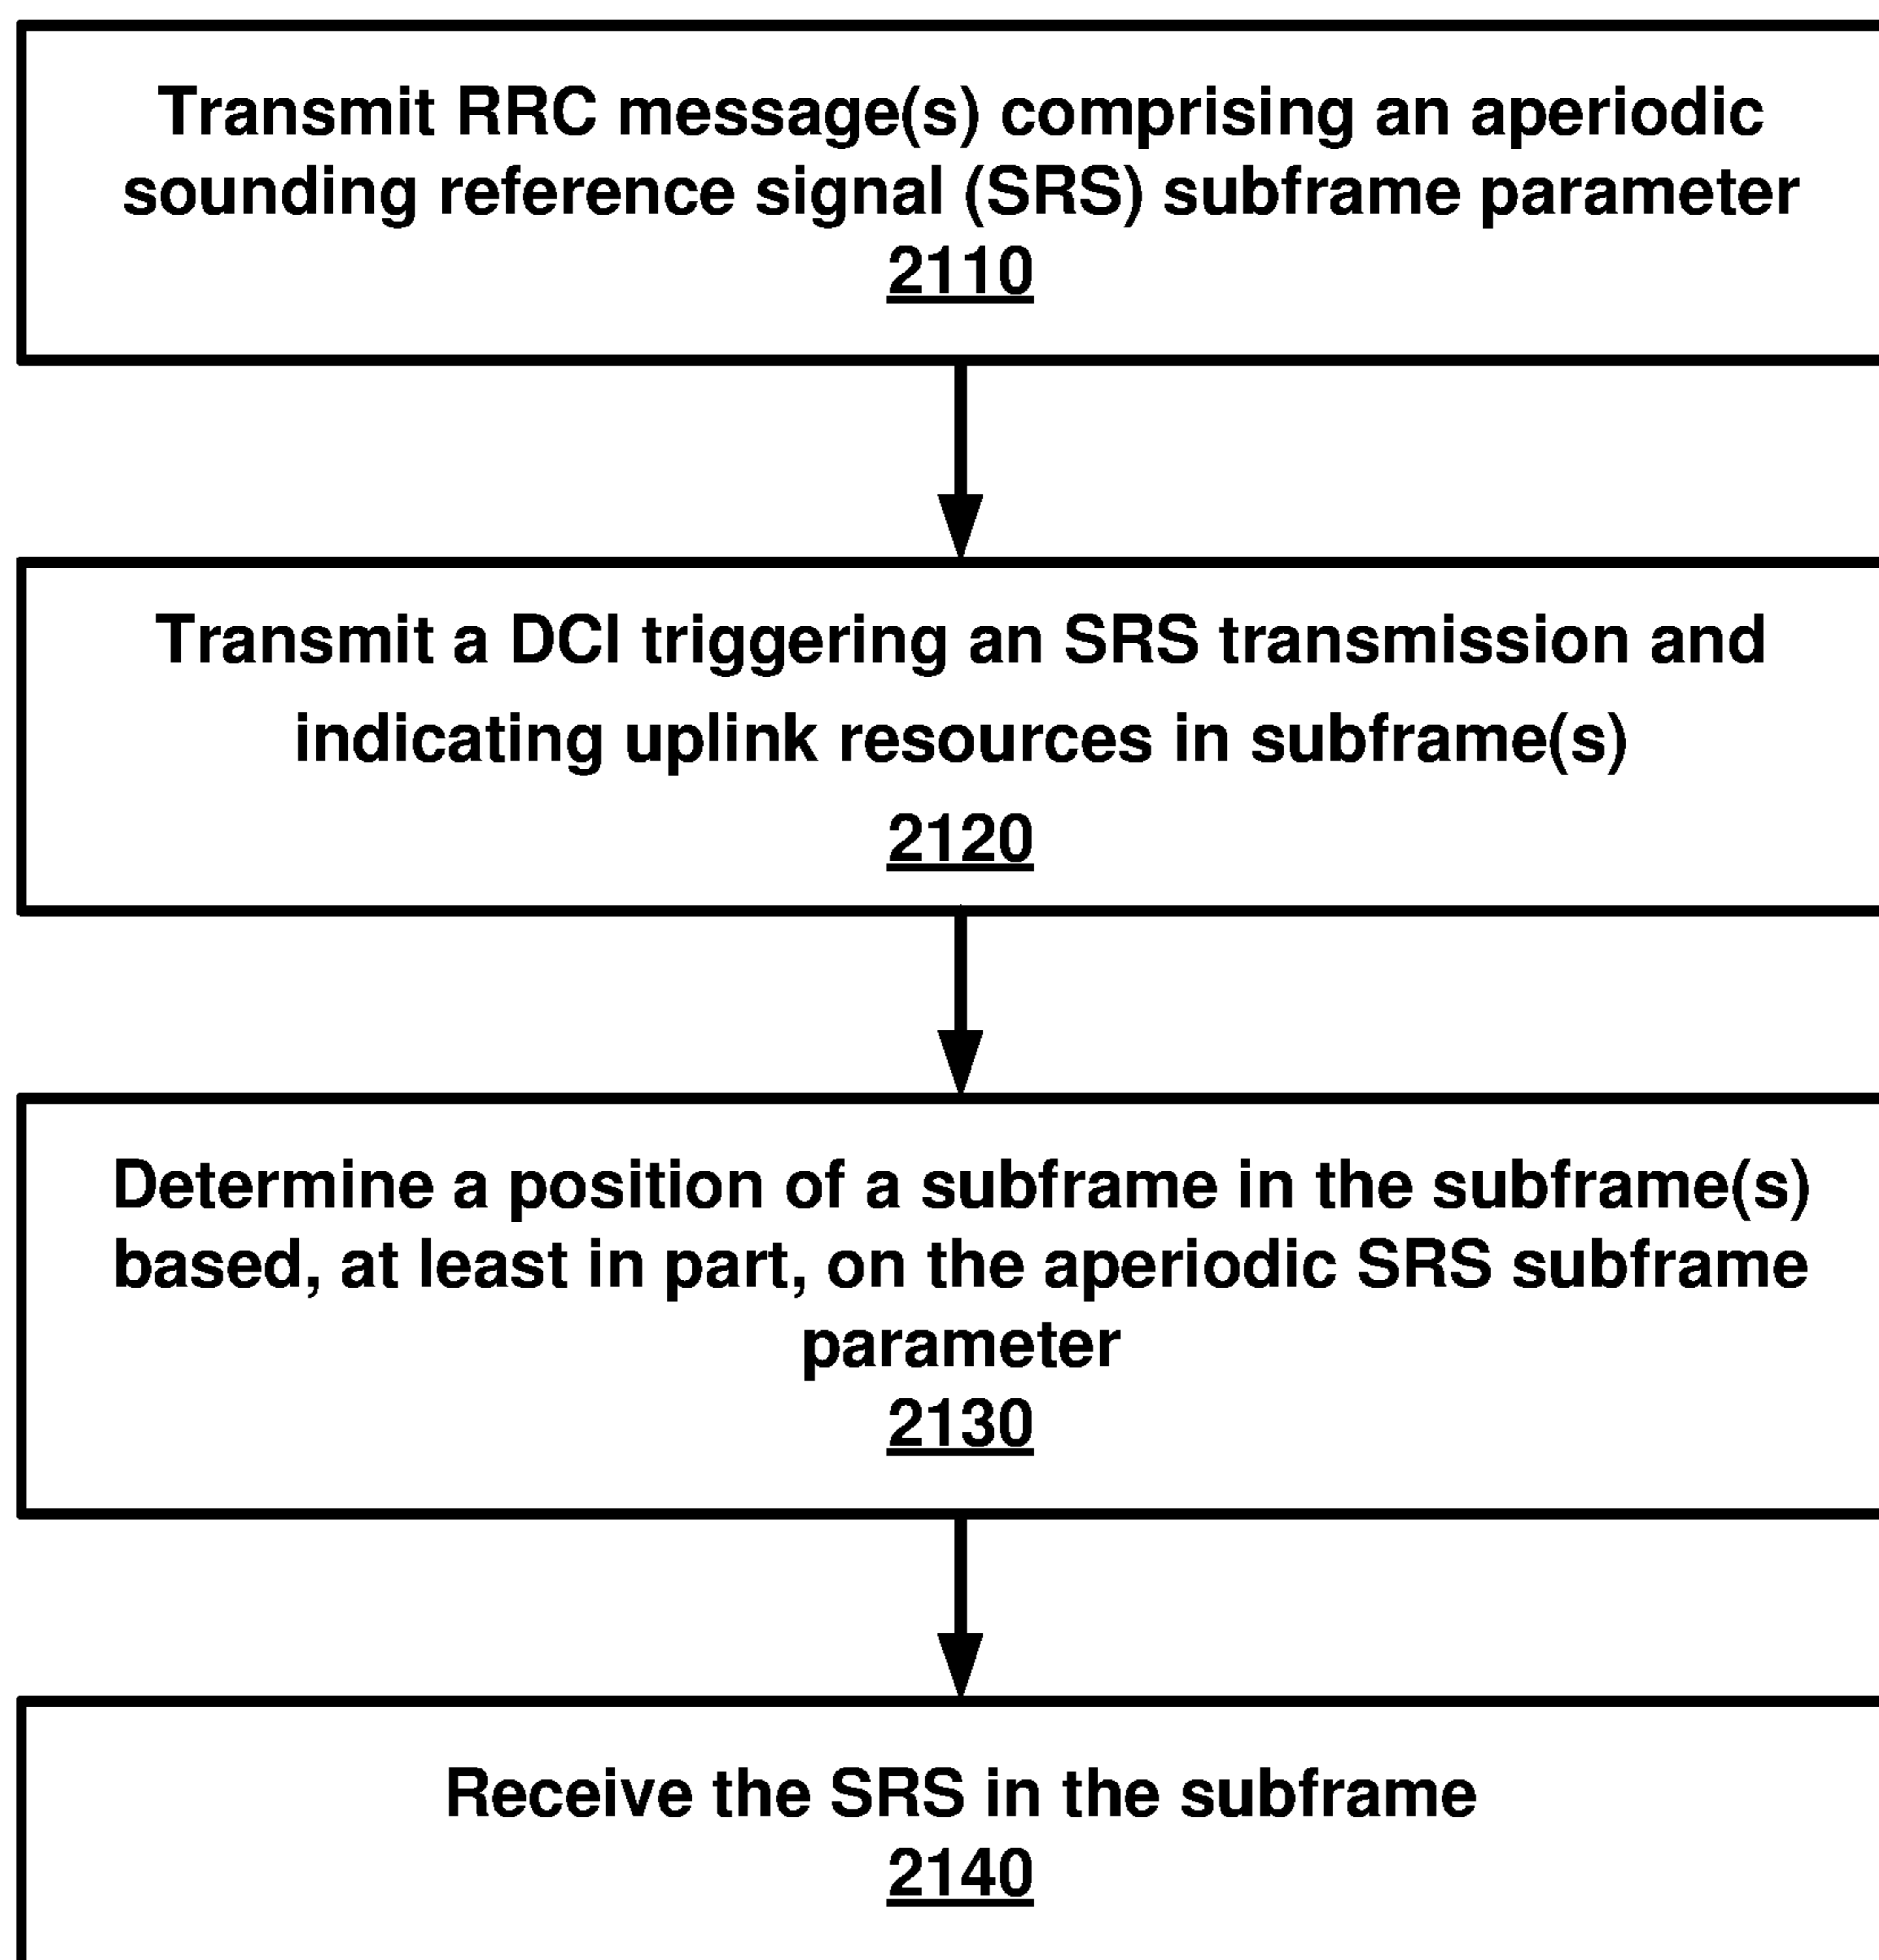 Transmit RRC message(s) comprising an aperiodic
sounding reference signal (SRS) subframe parameter
2110
Transmit a DCI triggering an SRS transmission and
indicating uplink resources in subframe(s)
2120
Determine a position of a subframe in the subframe(s)
based, at least in part, on the aperiodic SRS subframe
parameter
2130
Receive the SRS in the subframe
2140